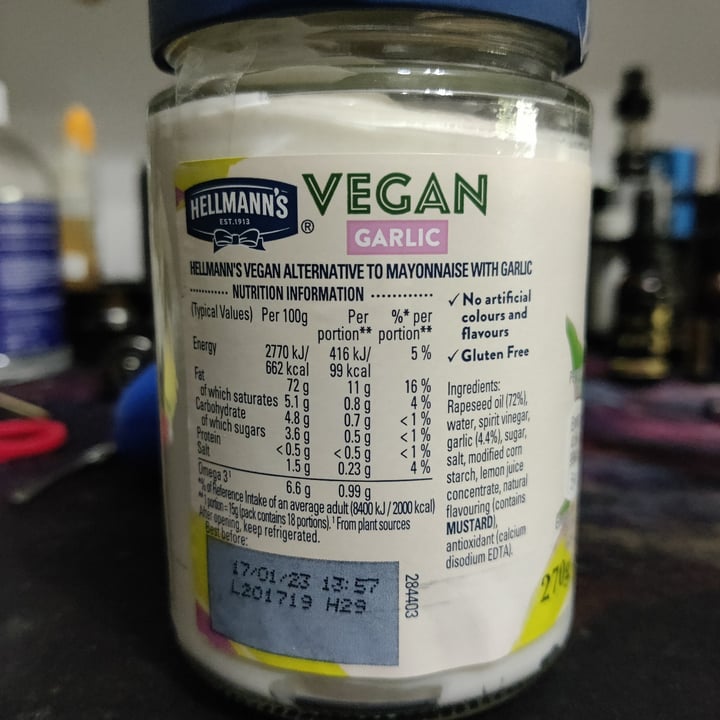 HELLMANN'S
EST. 1913
®
VEGAN
GARLIC
HELLMANN'S VEGAN ALTERNATIVE TO MAYONNAISE WITH GARLIC
NUTRITION INFORMATION
(Typical Values) Per 100g Per portion** %* per portion**
Energy 2770 kJ/ 416 kJ/ 5 %
662 kcal 99 kcal
Fat 72 g 11 g 16 %
of which saturates 5.1 g 0.8 g 4 %
Carbohydrate 4.8 g 0.7 g <1 %
of which sugars 3.6 g 0.5 g <1 %
Protein <0.5 g <0.5 g <1 %
Salt 1.5 g 0.23 g 4 %
Omega 3¹ 6.6 g 0.99 g
*% of Reference Intake of an average adult (8400 kJ / 2000 kcal)
**1 portion = 15g (pack contains 18 portions). ¹ From plant sources
After opening, keep refrigerated.
Best before:
17/01/23 13:57
L201719 H29
284403
✓ No artificial
colours and
flavours
✓ Gluten Free
Ingredients:
Rapeseed oil (72%),
water, spirit vinegar,
garlic (4.4%), sugar,
salt, modified corn
starch, lemon juice
concentrate, natural
flavouring (contains
MUSTARD),
antioxidant (calcium
disodium EDTA).
270g